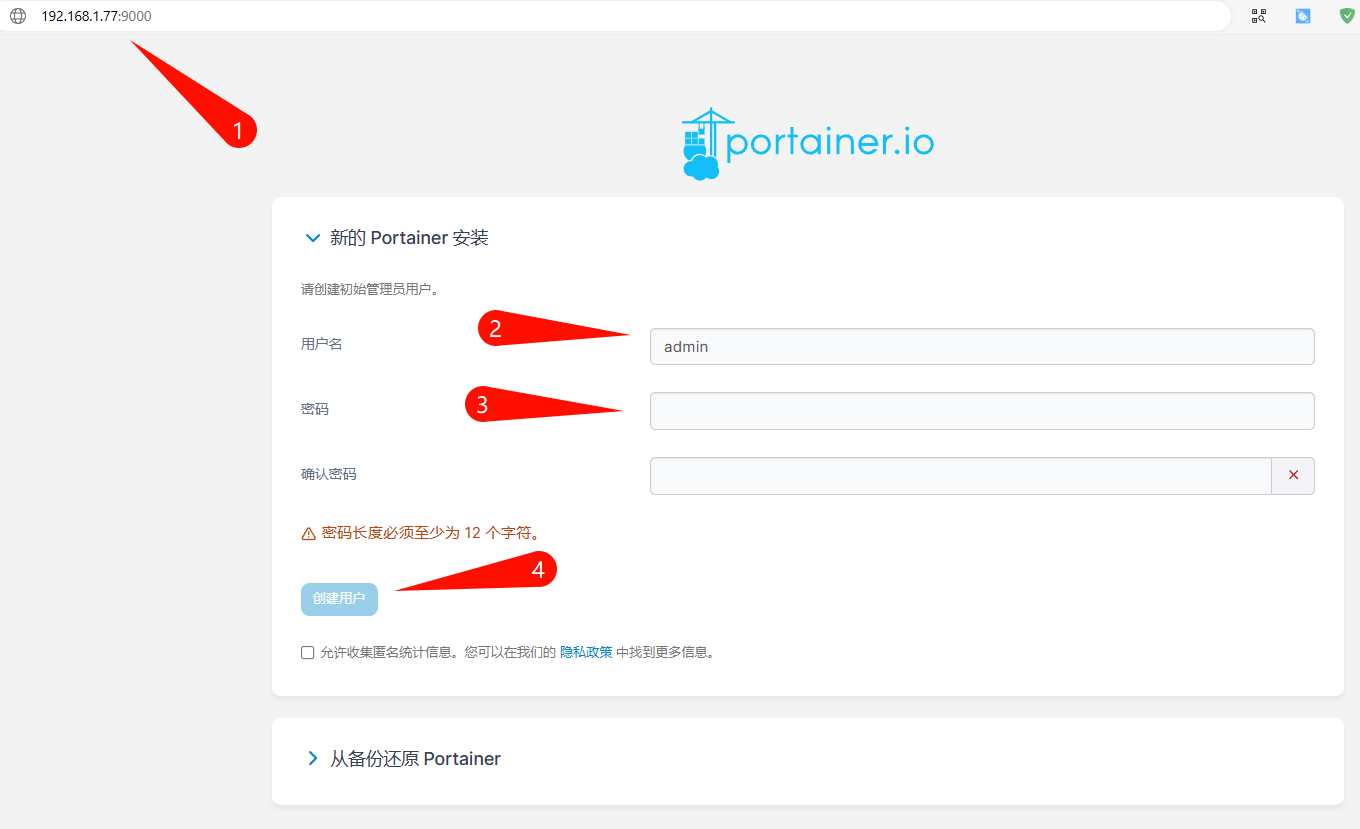 192.168.1.77:9000
1
portainer.io
新的 Portainer 安装
请创建初始管理员用户。
2
用户名
admin
3
密码
确认密码
密码长度必须至少为 12 个字符。
4
创建用户
允许收集匿名统计信息。您可以在我们的 隐私政策 中找到更多信息。
从备份还原 Portainer